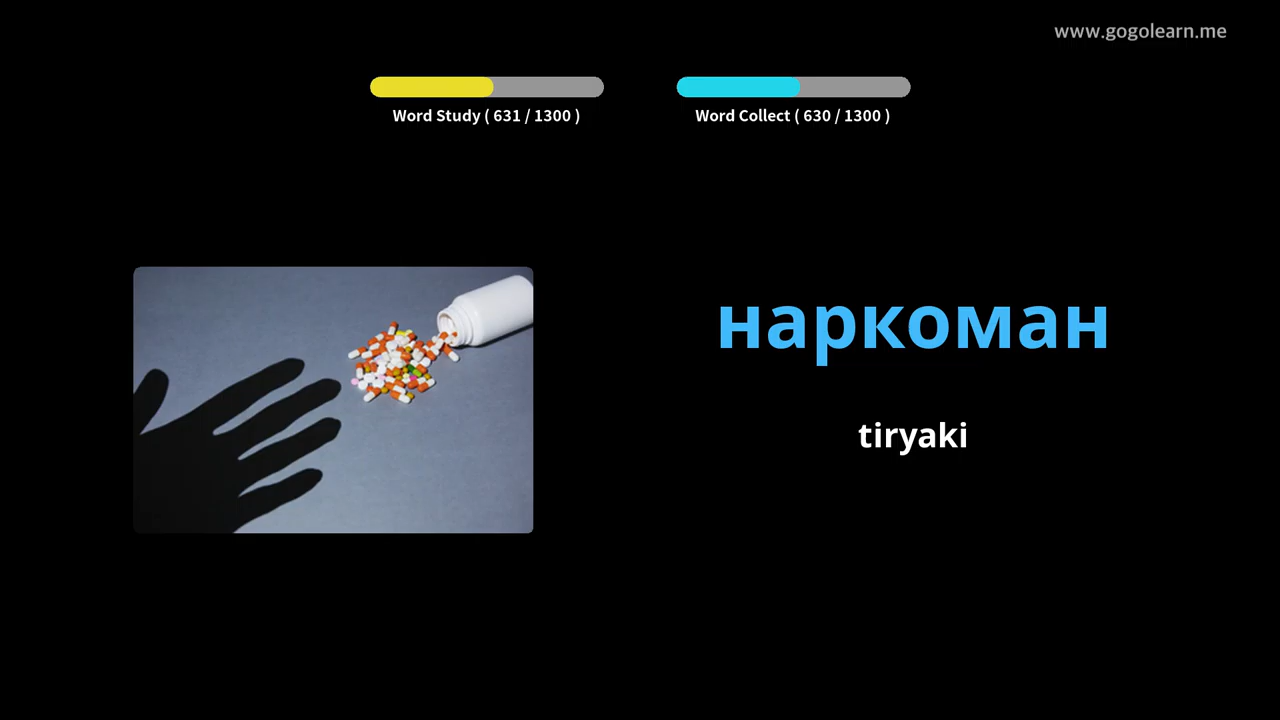 www.gogolearn.me
Word Study ( 631 / 1300 )
Word Collect ( 630 / 1300 )
наркоман
tiryaki